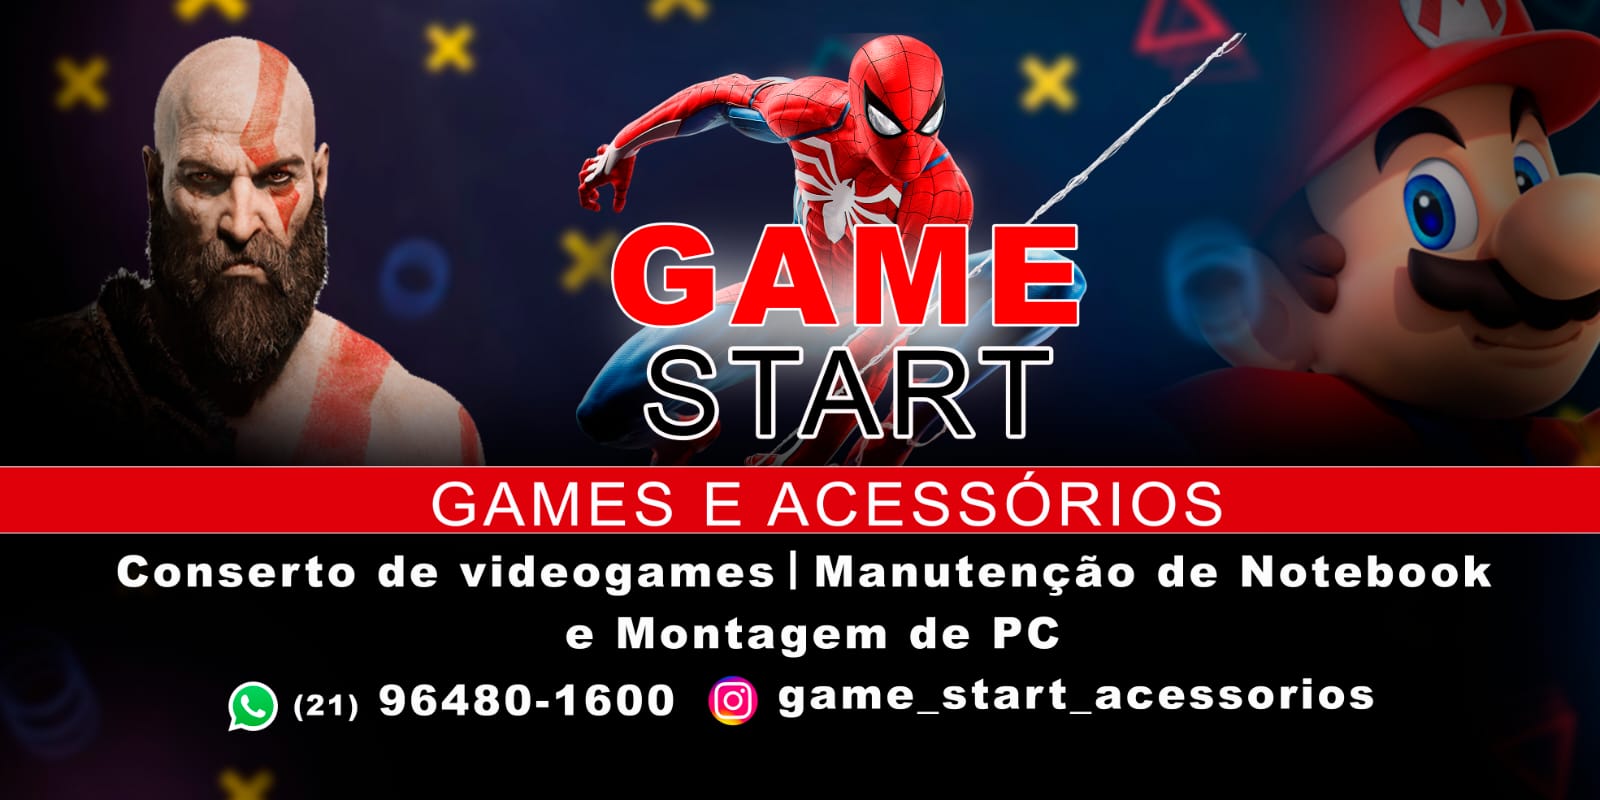 GAME
START
GAMES E ACESSÓRIOS
Conserto de videogames | Manutenção de Notebook
e Montagem de PC
(21) 96480-1600 game_start_acessorios